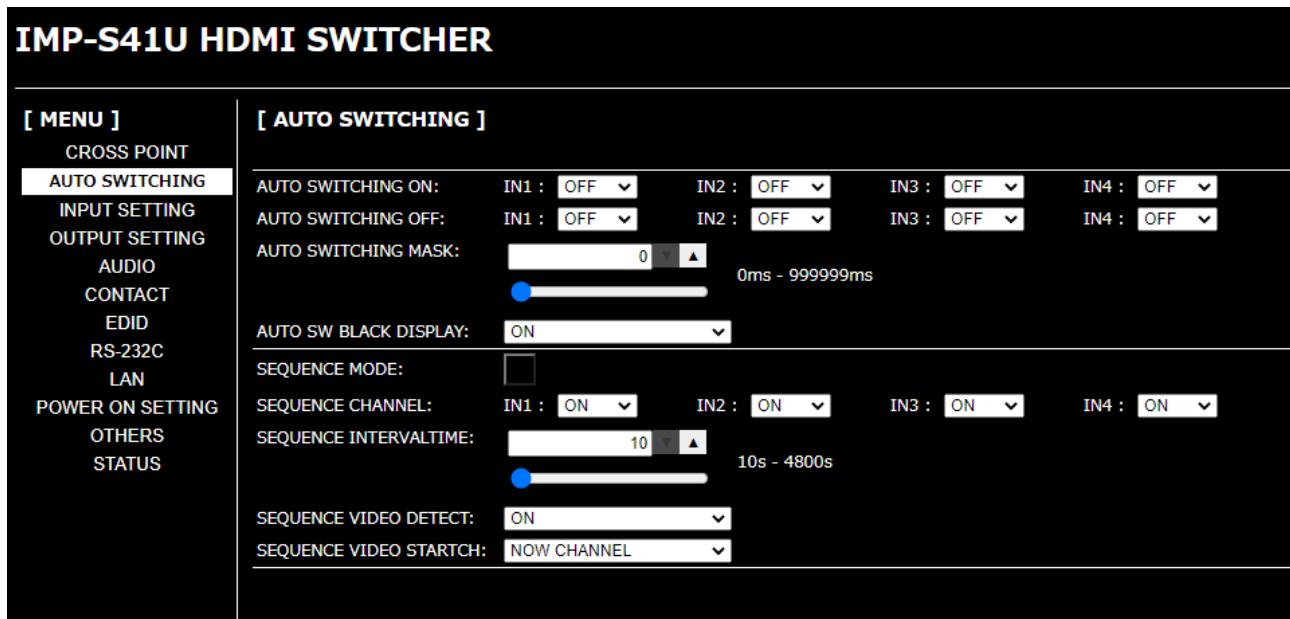 IMP-S41U HDMI SWITCHER
[ MENU ]
CROSS POINT
AUTO SWITCHING
INPUT SETTING
OUTPUT SETTING
AUDIO
CONTACT
EDID
RS-232C
LAN
POWER ON SETTING
OTHERS
STATUS
[ AUTO SWITCHING ]
AUTO SWITCHING ON: IN1 : OFF IN2 : OFF IN3 : OFF IN4 : OFF
AUTO SWITCHING OFF: IN1 : OFF IN2 : OFF IN3 : OFF IN4 : OFF
AUTO SWITCHING MASK: 0 ▼ ▲
0ms - 999999ms
AUTO SW BLACK DISPLAY: ON
SEQUENCE MODE:
SEQUENCE CHANNEL: IN1 : ON IN2 : ON IN3 : ON IN4 : ON
SEQUENCE INTERVALTIME: 10 ▼ ▲
10s - 4800s
SEQUENCE VIDEO DETECT: ON
SEQUENCE VIDEO STARTCH: NOW CHANNEL